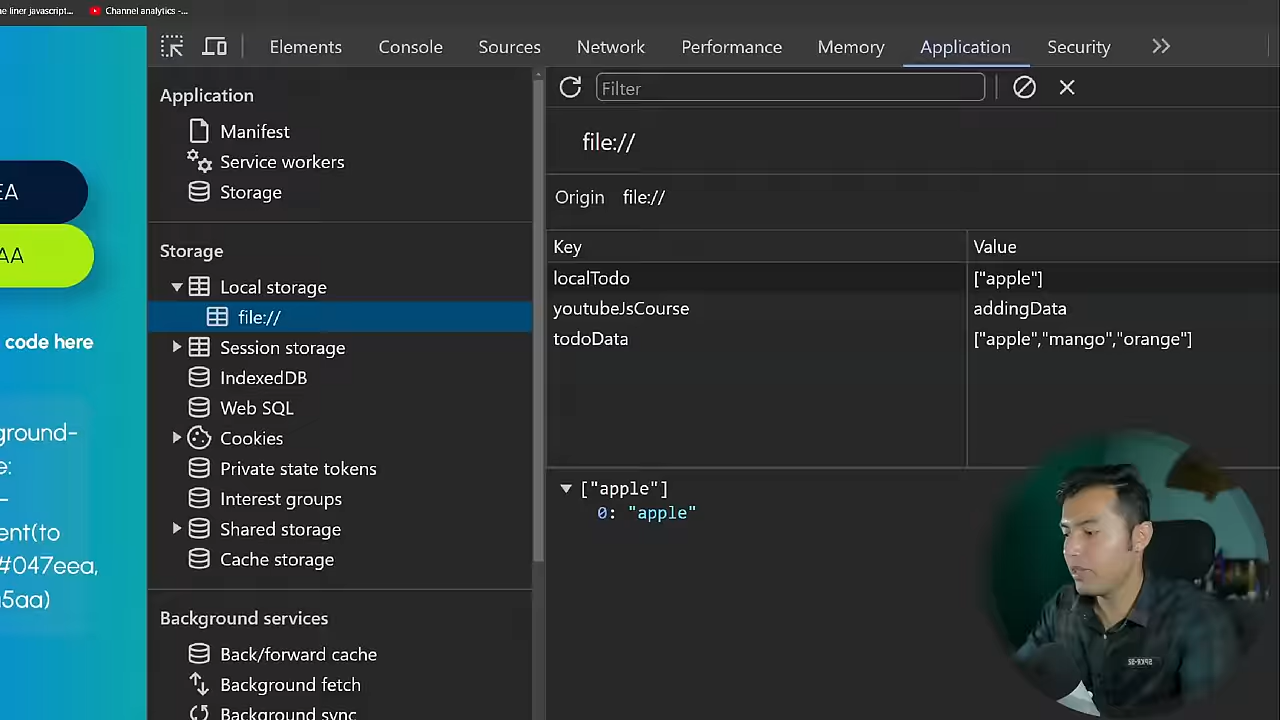 ne liner javascript... Channel analytics -...
Elements Console Sources Network Performance Memory Application Security
Application
Manifest
Service workers
Storage
Storage
Local storage
file://
Session storage
IndexedDB
Web SQL
Cookies
Private state tokens
Interest groups
Shared storage
Cache storage
Background services
Back/forward cache
Background fetch
Background sync
Filter
file://
Origin file://
Key Value
localTodo ["apple"]
youtubeJsCourse addingData
todoData ["apple","mango","orange"]
["apple"]
0: "apple"
EA
AA
code here
ground-
e:
-
ent(to
#047eea,
a5aa)